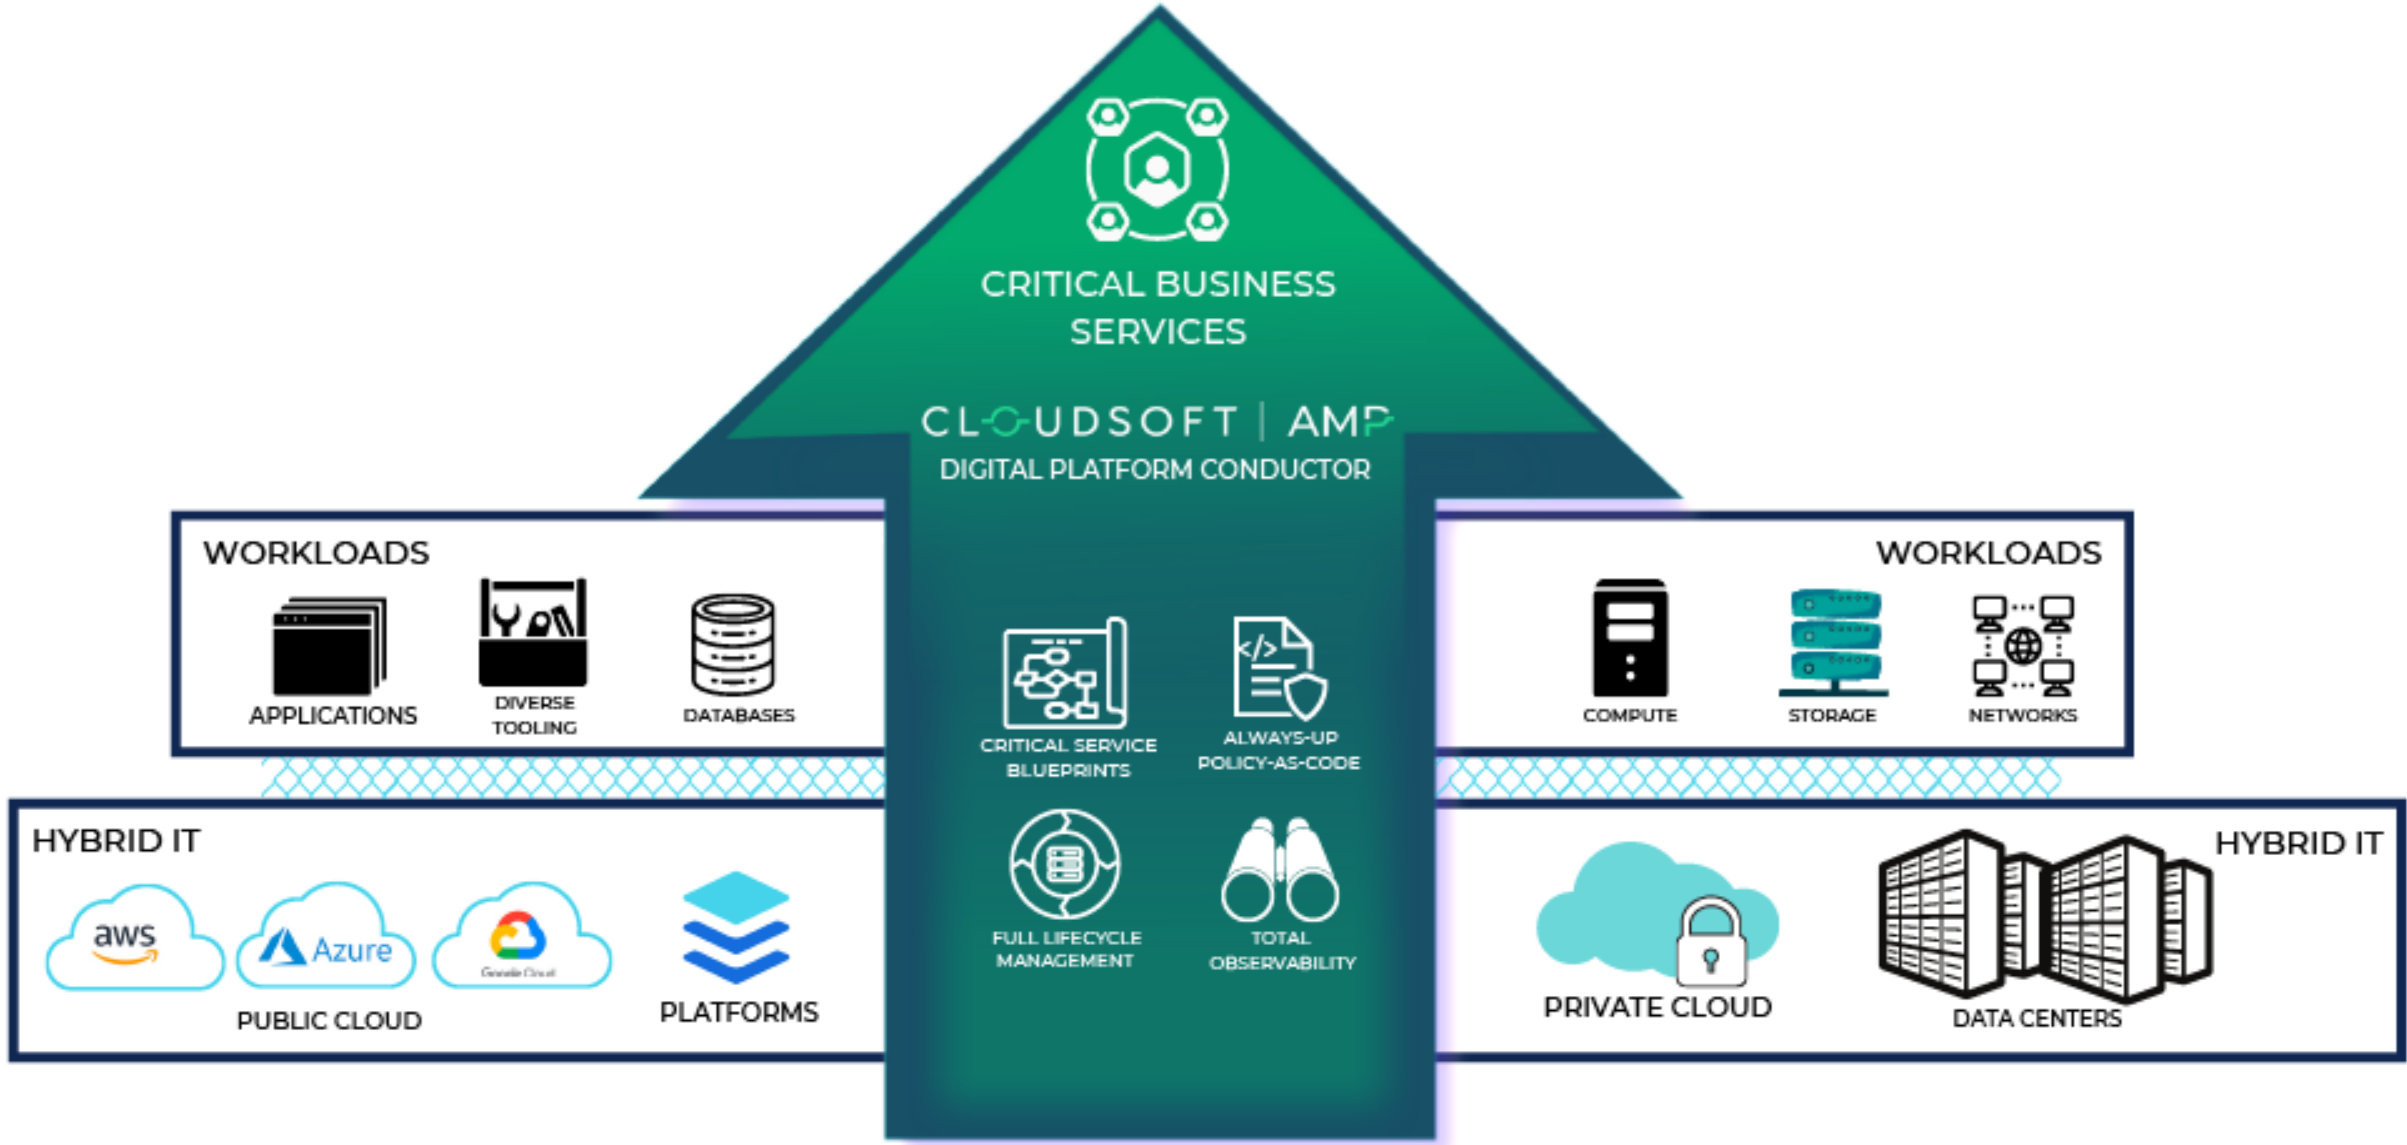 CRITICAL BUSINESS
SERVICES
CLOUDSOFT | AMP
DIGITAL PLATFORM CONDUCTOR
WORKLOADS
APPLICATIONS
DIVERSE
TOOLING
DATABASES
CRITICAL SERVICE
BLUEPRINTS
</>
ALWAYS-UP
POLICY-AS-CODE
WORKLOADS
COMPUTE
STORAGE
NETWORKS
HYBRID IT
aws
Azure
Google Cloud
PUBLIC CLOUD
PLATFORMS
FULL LIFECYCLE
MANAGEMENT
TOTAL
OBSERVABILITY
HYBRID IT
PRIVATE CLOUD
DATA CENTERS